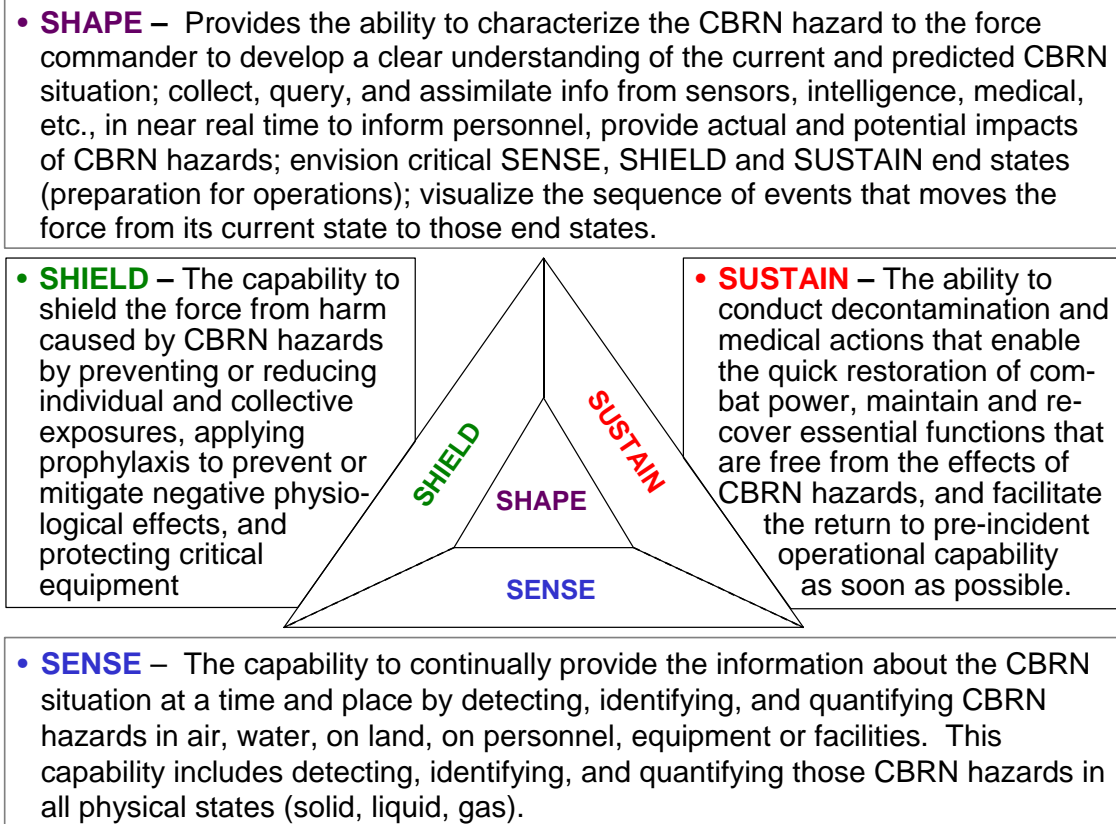 • SHAPE – Provides the ability to characterize the CBRN hazard to the force
commander to develop a clear understanding of the current and predicted CBRN
situation; collect, query, and assimilate info from sensors, intelligence, medical,
etc., in near real time to inform personnel, provide actual and potential impacts
of CBRN hazards; envision critical SENSE, SHIELD and SUSTAIN end states
(preparation for operations); visualize the sequence of events that moves the
force from its current state to those end states.
• SHIELD – The capability to
shield the force from harm
caused by CBRN hazards
by preventing or reducing
individual and collective
exposures, applying
prophylaxis to prevent or
mitigate negative physio-
logical effects, and
protecting critical
equipment
SHIELD
SUSTAIN
SHAPE
SENSE
• SUSTAIN – The ability to
conduct decontamination and
medical actions that enable
the quick restoration of com-
bat power, maintain and re-
cover essential functions that
are free from the effects of
CBRN hazards, and facilitate
the return to pre-incident
operational capability
as soon as possible.
• SENSE – The capability to continually provide the information about the CBRN
situation at a time and place by detecting, identifying, and quantifying CBRN
hazards in air, water, on land, on personnel, equipment or facilities. This
capability includes detecting, identifying, and quantifying those CBRN hazards in
all physical states (solid, liquid, gas).